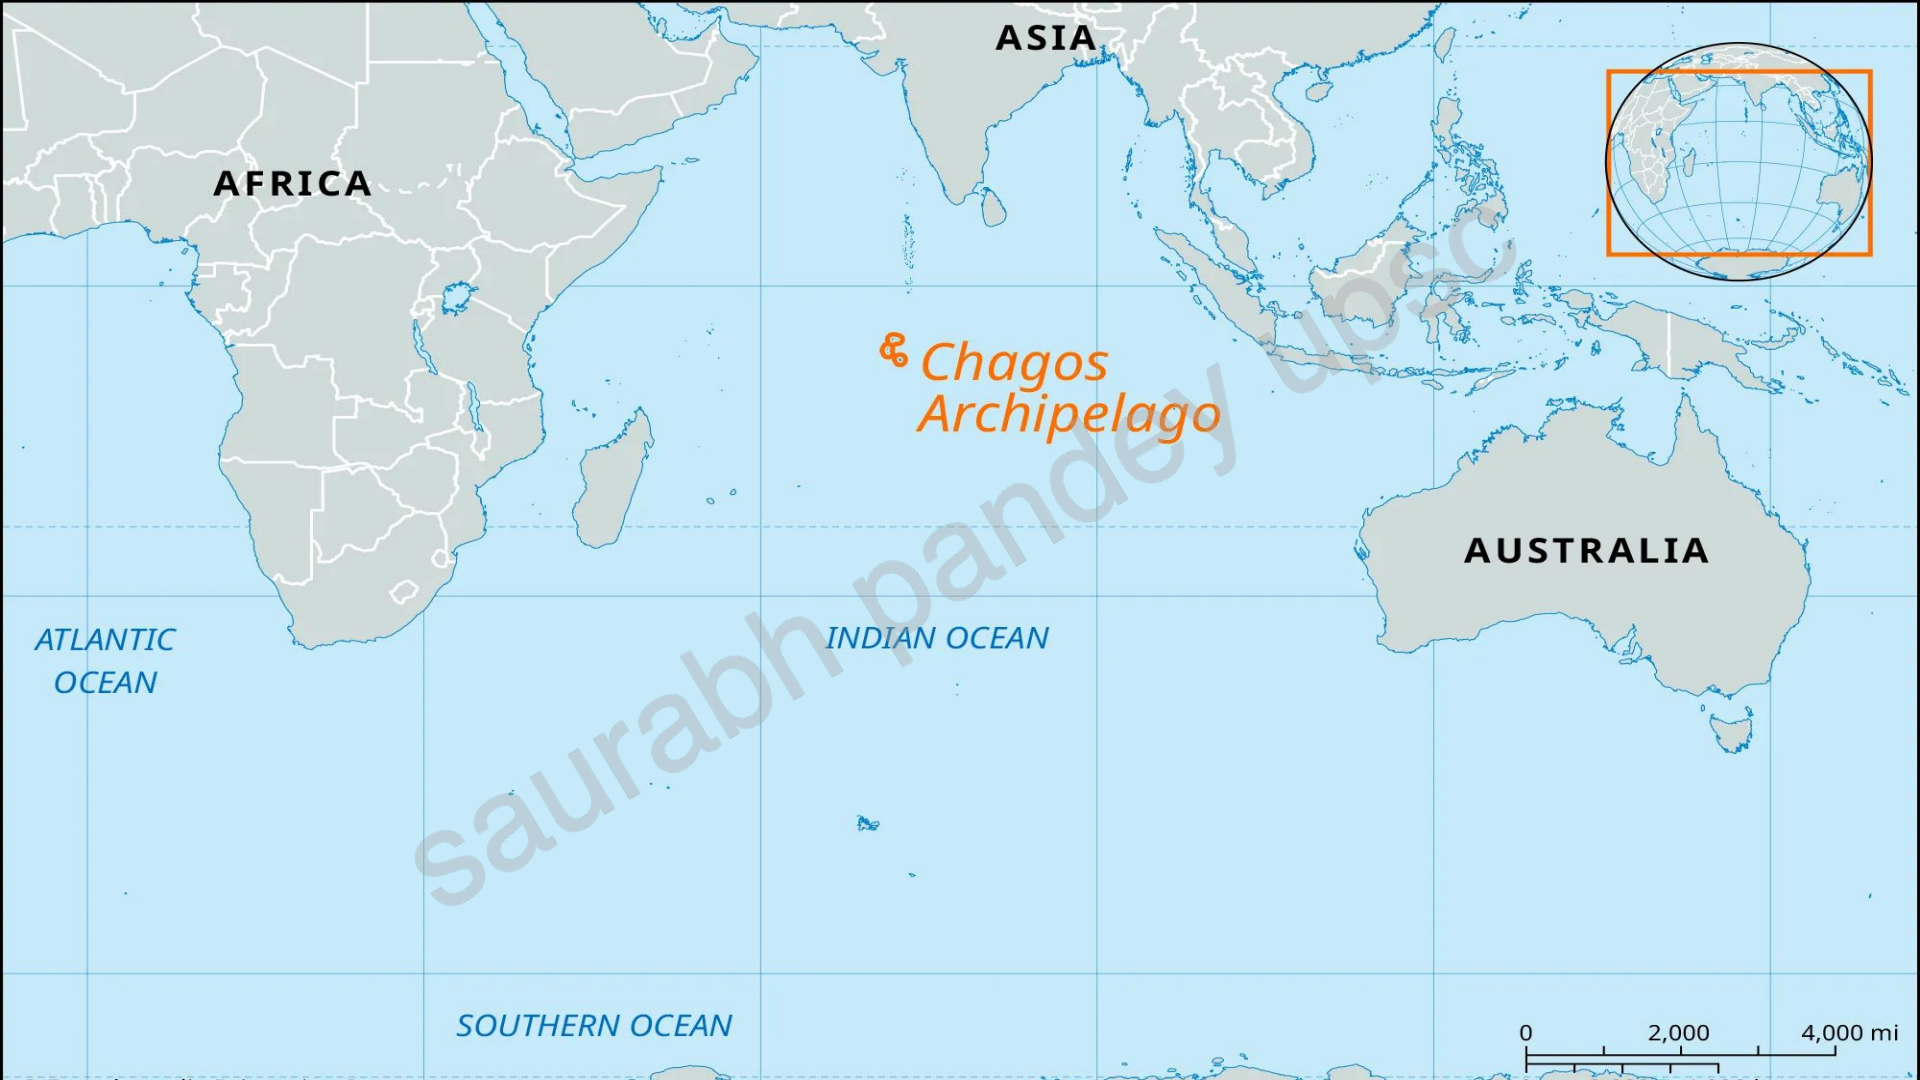 ASIA
AFRICA
Chagos
Archipelago
AUSTRALIA
ATLANTIC
OCEAN
INDIAN OCEAN
saurabh pandey upsc
SOUTHERN OCEAN
0 2,000 4,000 mi